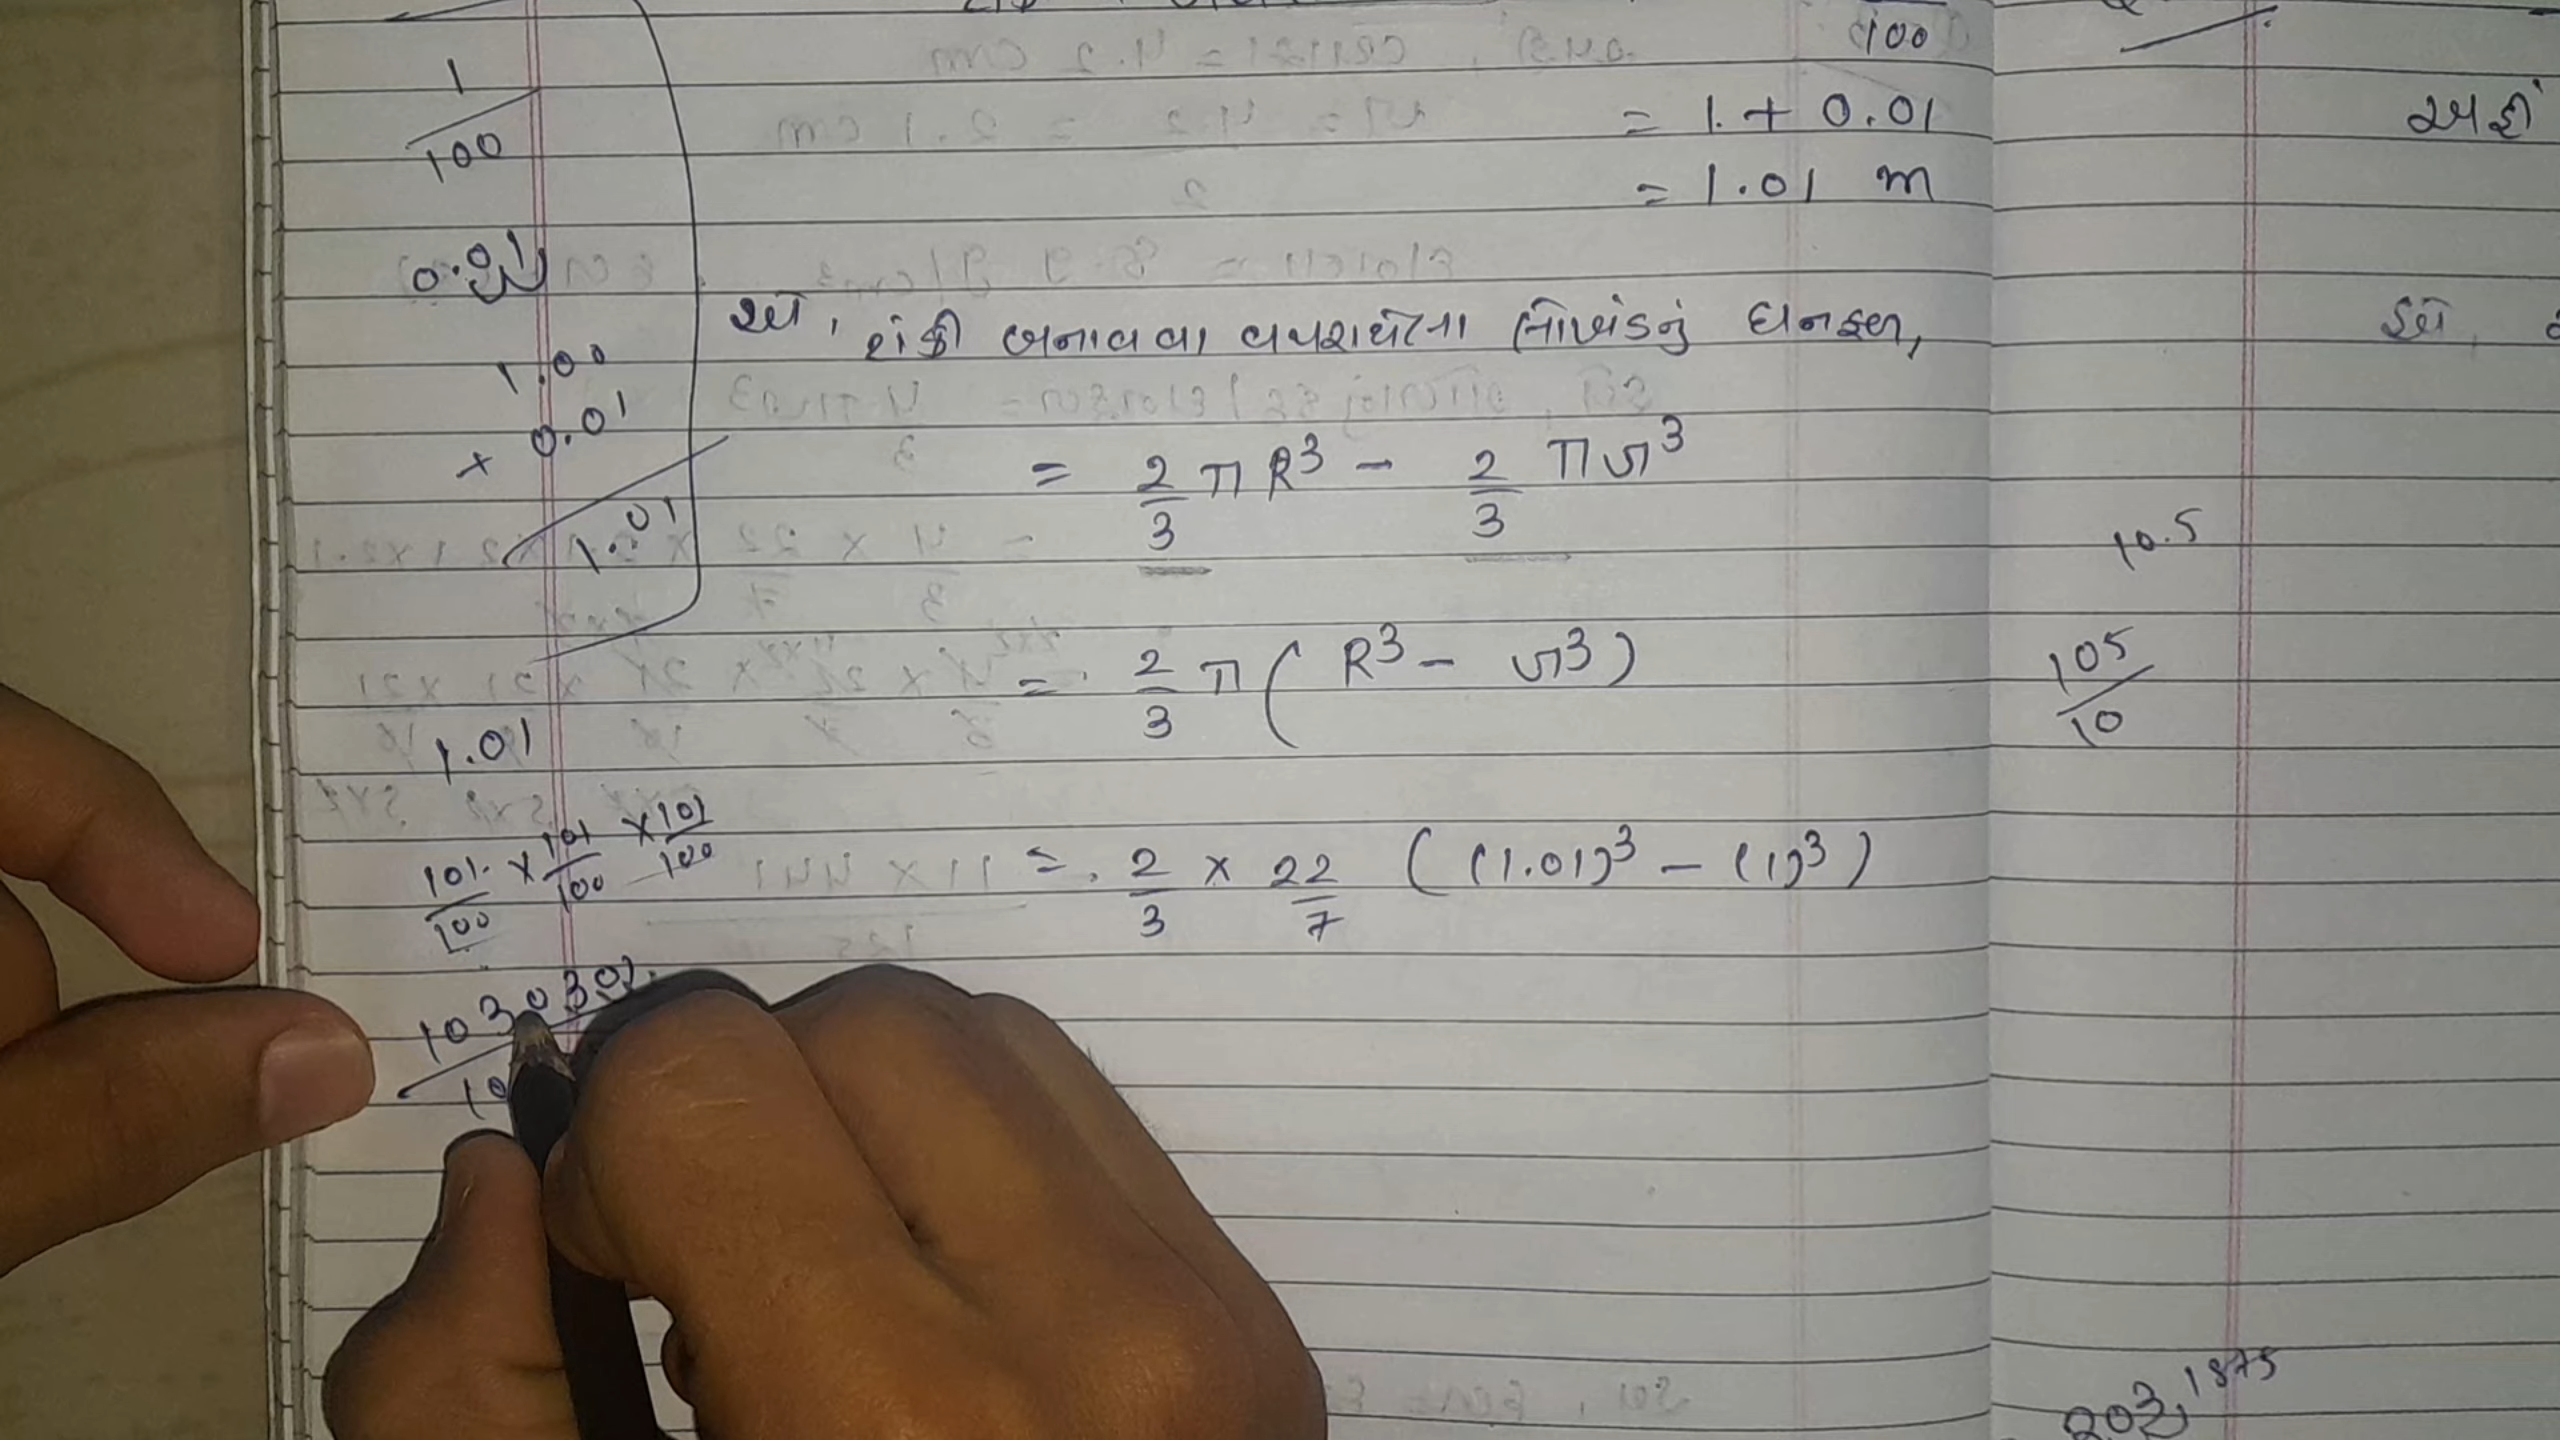 100
= 1 + 0.01
= 1.01 m
1
100
0.01
1.00
× 0.01
1.01
, ટાંકી બનાવવા વપરાયેલા લોખંડનું ઘનફળ,
= 2/3 π R³ - 2/3 π r³
= 2/3 π ( R³ - r³ )
= 2/3 × 22/7 ( (1.01)³ - (1)³ )
1.01
101/100 × 101/100 × 101/100
1030301
10
10.5
105
10
1875